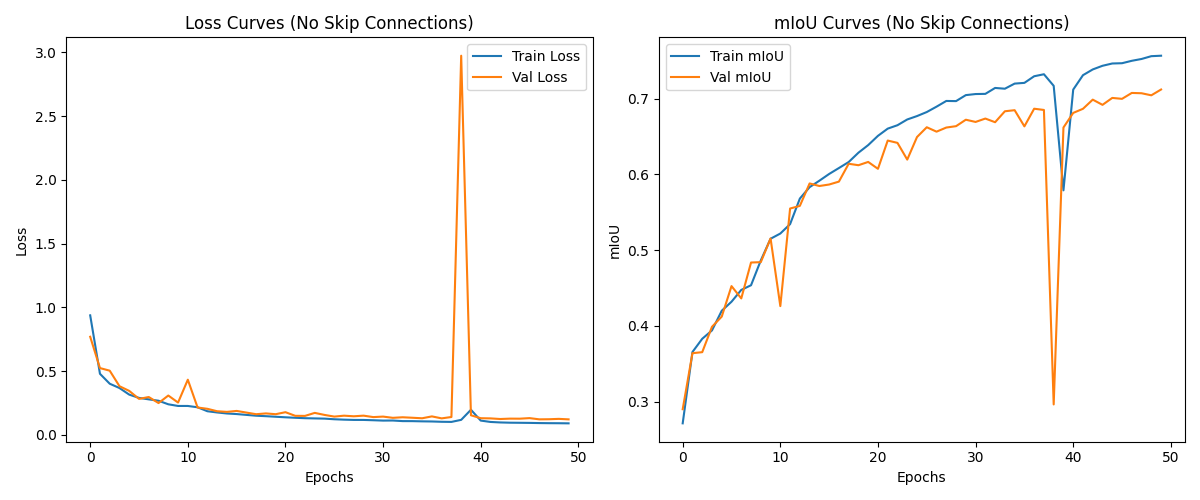 Loss Curves (No Skip Connections)
Train Loss
Val Loss
3.0
2.5
2.0
1.5
1.0
0.5
0.0
Loss
0 10 20 30 40 50
Epochs
mIoU Curves (No Skip Connections)
Train mIoU
Val mIoU
0.7
0.6
0.5
0.4
0.3
mIoU
0 10 20 30 40 50
Epochs